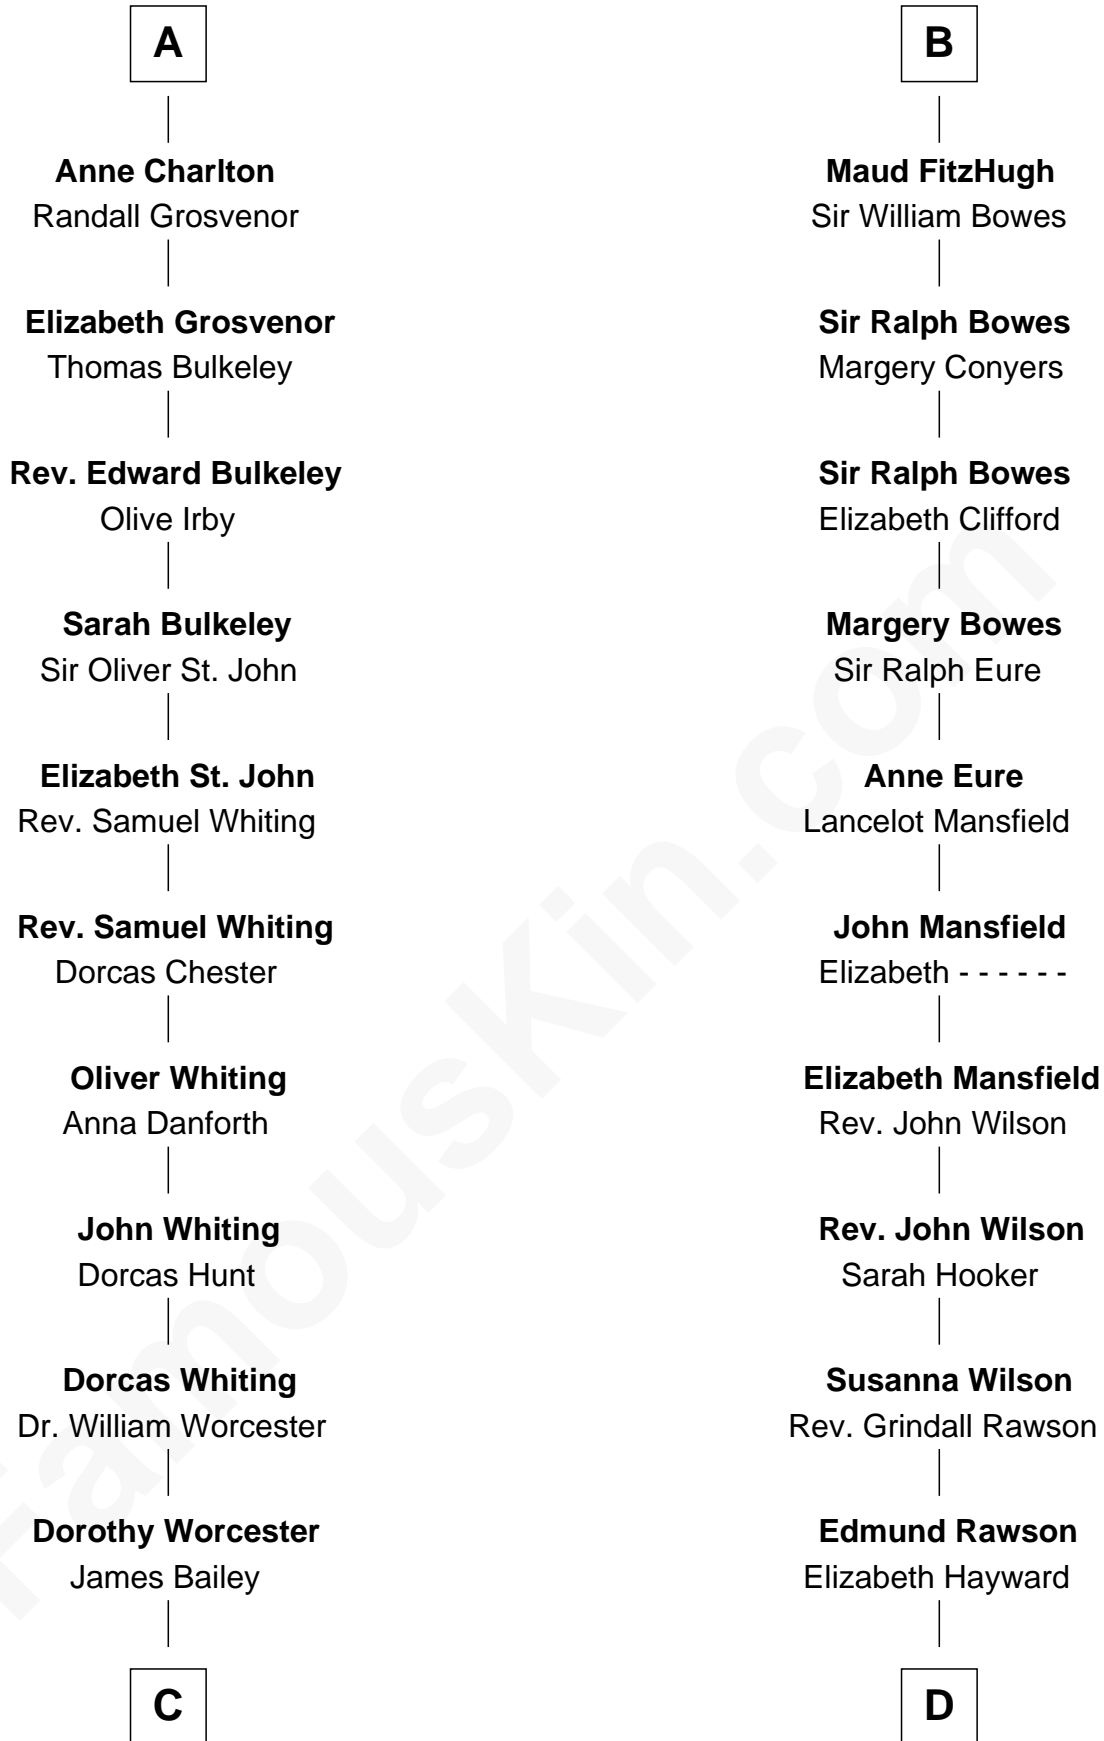 A
Anne Charlton
Randall Grosvenor
Elizabeth Grosvenor
Thomas Bulkeley
Rev. Edward Bulkeley
Olive Irby
Sarah Bulkeley
Sir Oliver St. John
Elizabeth St. John
Rev. Samuel Whiting
Rev. Samuel Whiting
Dorcas Chester
Oliver Whiting
Anna Danforth
John Whiting
Dorcas Hunt
Dorcas Whiting
Dr. William Worcester
Dorothy Worcester
James Bailey
C
B
Maud FitzHugh
Sir William Bowes
Sir Ralph Bowes
Margery Conyers
Sir Ralph Bowes
Elizabeth Clifford
Margery Bowes
Sir Ralph Eure
Anne Eure
Lancelot Mansfield
John Mansfield
Elizabeth - - - - - -
Elizabeth Mansfield
Rev. John Wilson
Rev. John Wilson
Sarah Hooker
Susanna Wilson
Rev. Grindall Rawson
Edmund Rawson
Elizabeth Hayward
D
FamousKin.com